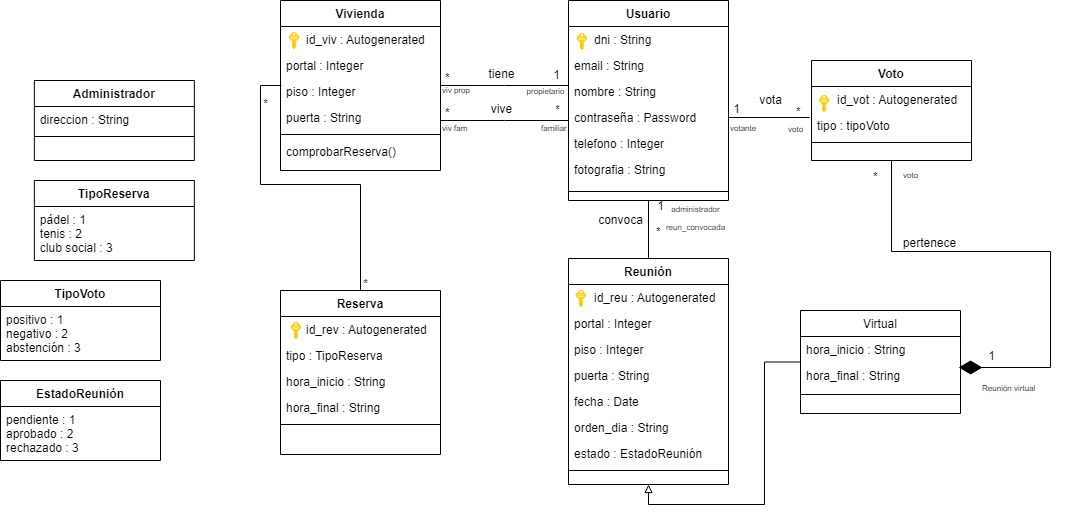 Administrador
direccion : String
TipoReserva
pádel : 1
tenis : 2
club social : 3
TipoVoto
positivo : 1
negativo : 2
abstención : 3
EstadoReunión
pendiente : 1
aprobado : 2
rechazado : 3
Vivienda
id_viv : Autogenerated
portal : Integer
piso : Integer
puerta : String
comprobarReserva()
*
*
Reserva
id_rev : Autogenerated
tipo : TipoReserva
hora_inicio : String
hora_final : String
* tiene 1
viv prop propietario
* vive *
viv fam familiar
Usuario
dni : String
email : String
nombre : String
contraseña : Password
telefono : Integer
fotografia : String
convoca
1 administrador
* reun_convocada
Reunión
id_reu : Autogenerated
portal : Integer
piso : Integer
puerta : String
fecha : Date
orden_dia : String
estado : EstadoReunión
vota
1 *
votante voto
Voto
id_vot : Autogenerated
tipo : tipoVoto
* voto
pertenece
Virtual
hora_inicio : String
hora_final : String
1
Reunión virtual